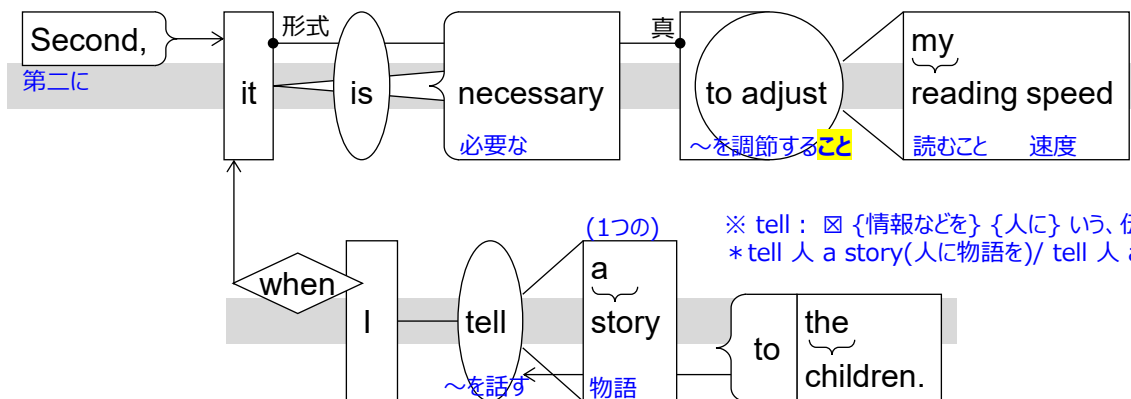 Second,
第二に
it
形式
is
necessary
必要な
真
to adjust
～を調節すること
my
reading speed
読むこと 速度
when
I
tell
～を話す
(1つの)
a
story
物語
to
the
children.
※ tell : ☒ {情報などを} {人に} いう、
＊tell 人 a story(人に物語を)/ tell 人